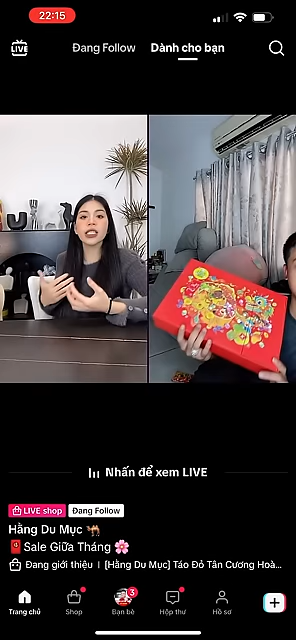 22:15
LIVE
Đang Follow
Dành cho bạn
Nhấn để xem LIVE
LIVE shop
Đang Follow
Hằng Du Mục 🐪
🧧Sale Giữa Tháng 🌸
Đang giới thiệu | [Hằng Du Mục] Táo Đỏ Tân Cương Hoà...
3
Trang chủ
Shop
Bạn bè
Hộp thư
Hồ sơ